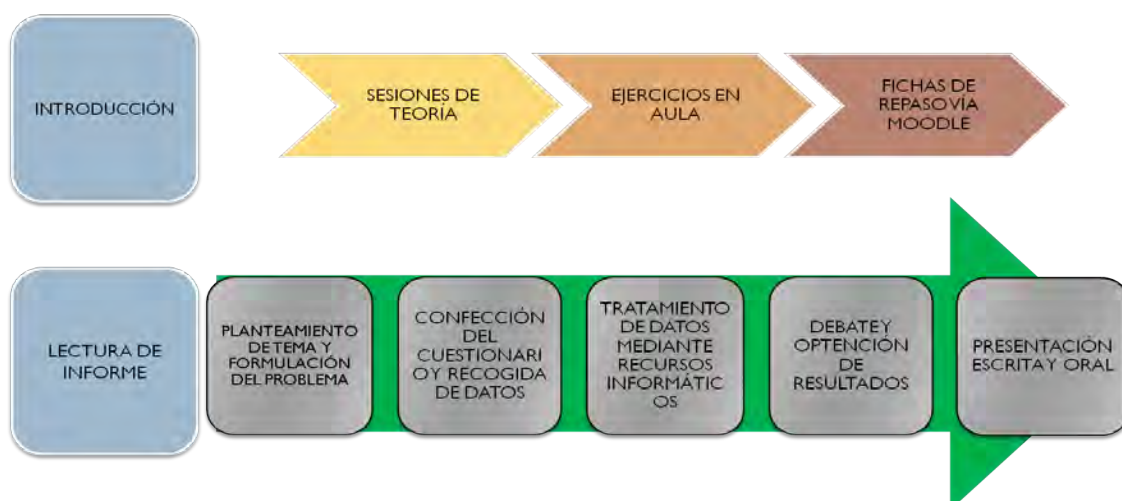 INTRODUCCIÓN
SESIONES DE
TEORÍA
EJERCICIOS EN
AULA
FICHAS DE
REPASO VÍA
MOODLE
LECTURA DE
INFORME
PLANTEAMIENTO
DE TEMA Y
FORMULACIÓN
DEL PROBLEMA
CONFECCIÓN
DEL
CUESTIONARI
O Y RECOGIDA
DE DATOS
TRATAMIENTO
DE DATOS
MEDIANTE
RECURSOS
INFORMÁTIC
OS
DEBATE Y
OPTENCIÓN
DE
RESULTADOS
PRESENTACIÓN
ESCRITA Y ORAL